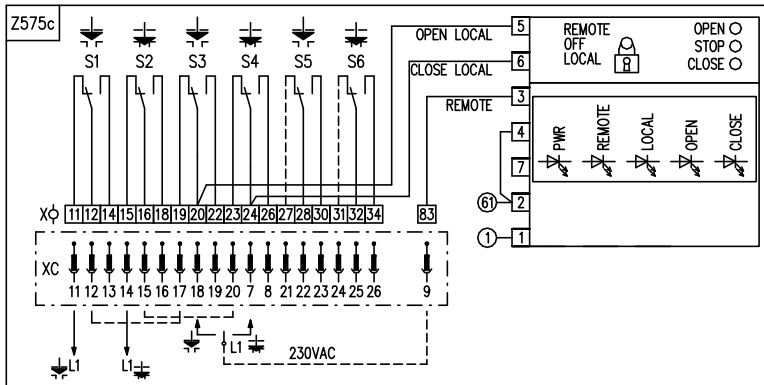 Z575c
S1 S2 S3 S4 S5 S6
OPEN LOCAL
CLOSE LOCAL
REMOTE
5
6
3
4
7
2
1
61
1
REMOTE
OFF
LOCAL
OPEN
STOP
CLOSE
PWR
REMOTE
LOCAL
OPEN
CLOSE
X 11 12 14 15 16 18 19 20 22 23 24 26 27 28 30 31 32 34 83
XC
11 12 13 14 15 16 17 18 19 20 7 8 21 22 23 24 25 26 9
L1 L1 L1 230VAC